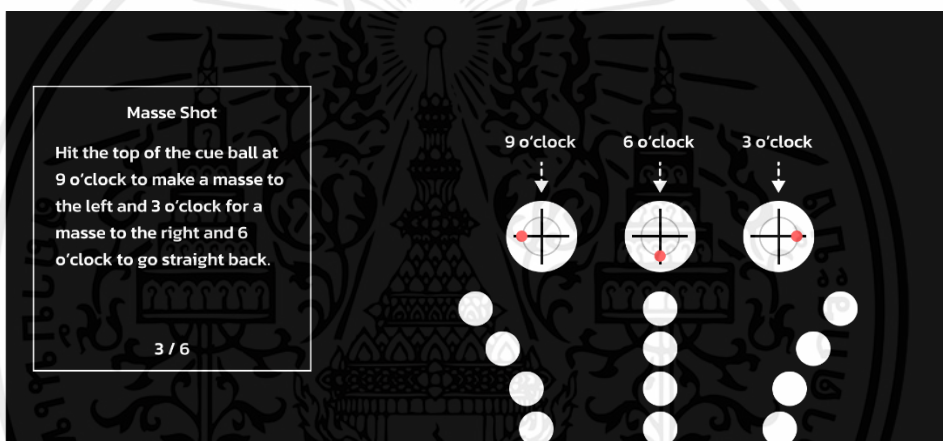 Masse Shot
Hit the top of the cue ball at
9 o’clock to make a masse to
the left and 3 o’clock for a
masse to the right and 6
o’clock to go straight back.
3 / 6
9 o’clock 6 o’clock 3 o’clock